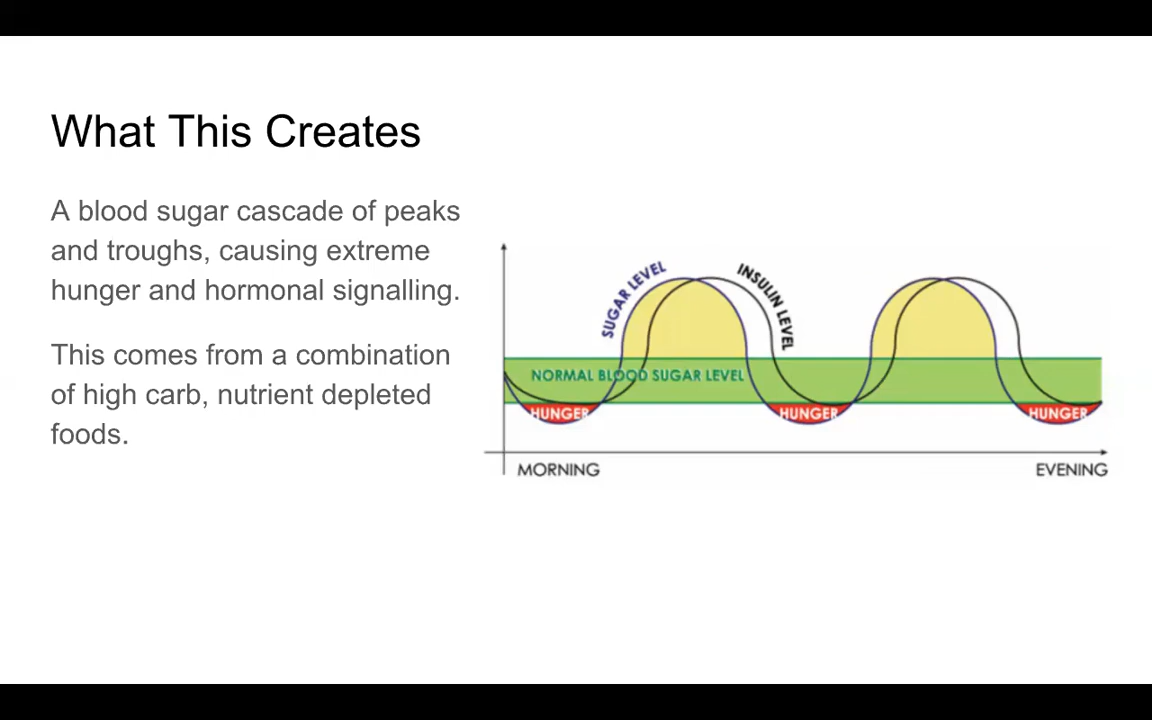 What This Creates
A blood sugar cascade of peaks
and troughs, causing extreme
hunger and hormonal signalling.
This comes from a combination
of high carb, nutrient depleted
foods.
SUGAR LEVEL
INSULIN LEVEL
NORMAL BLOOD SUGAR LEVEL
HUNGER
HUNGER
HUNGER
MORNING
EVENING